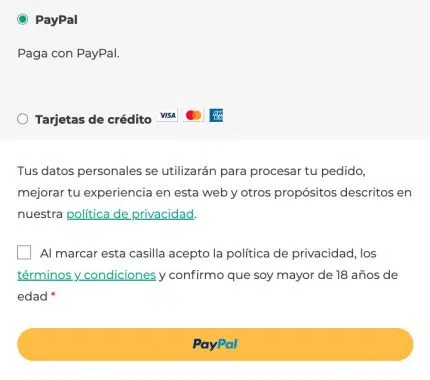 PayPal
Paga con PayPal.
Tarjetas de crédito VISA
Tus datos personales se utilizarán para procesar tu pedido,
mejorar tu experiencia en esta web y otros propósitos descritos en
nuestra política de privacidad.
Al marcar esta casilla acepto la política de privacidad, los
términos y condiciones y confirmo que soy mayor de 18 años de
edad *
PayPal